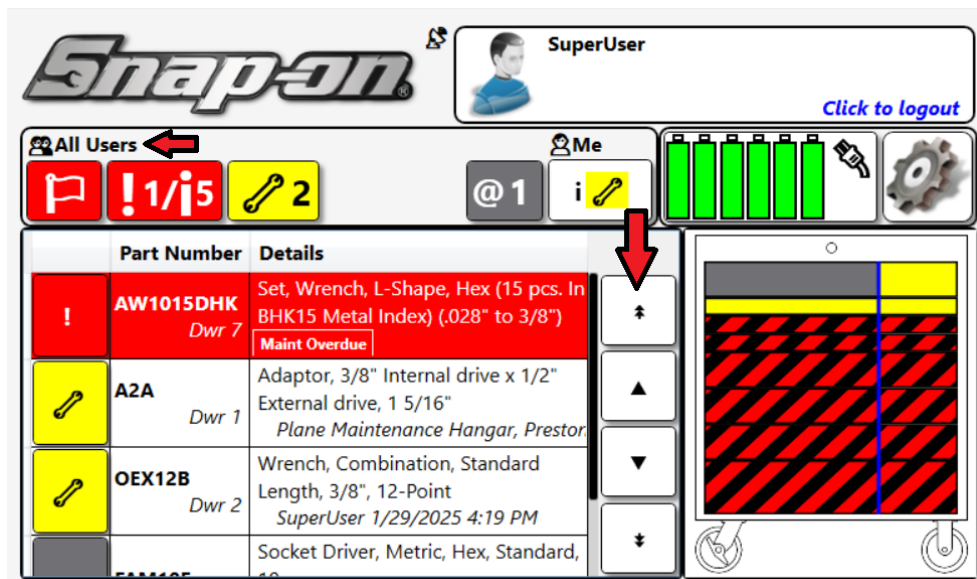 Snap-on
®
SuperUser
Click to logout
All Users
Me
!1/i5
2
@1
i
Part Number
Details
!
AW1015DHK
Dwr 7
Set, Wrench, L-Shape, Hex (15 pcs. In
BHK15 Metal Index) (.028" to 3/8")
Maint Overdue
A2A
Dwr 1
Adaptor, 3/8" Internal drive x 1/2"
External drive, 1 5/16"
Plane Maintenance Hangar, Preston
OEX12B
Dwr 2
Wrench, Combination, Standard
Length, 3/8", 12-Point
SuperUser 1/29/2025 4:19 PM
Socket Driver, Metric, Hex, Standard,